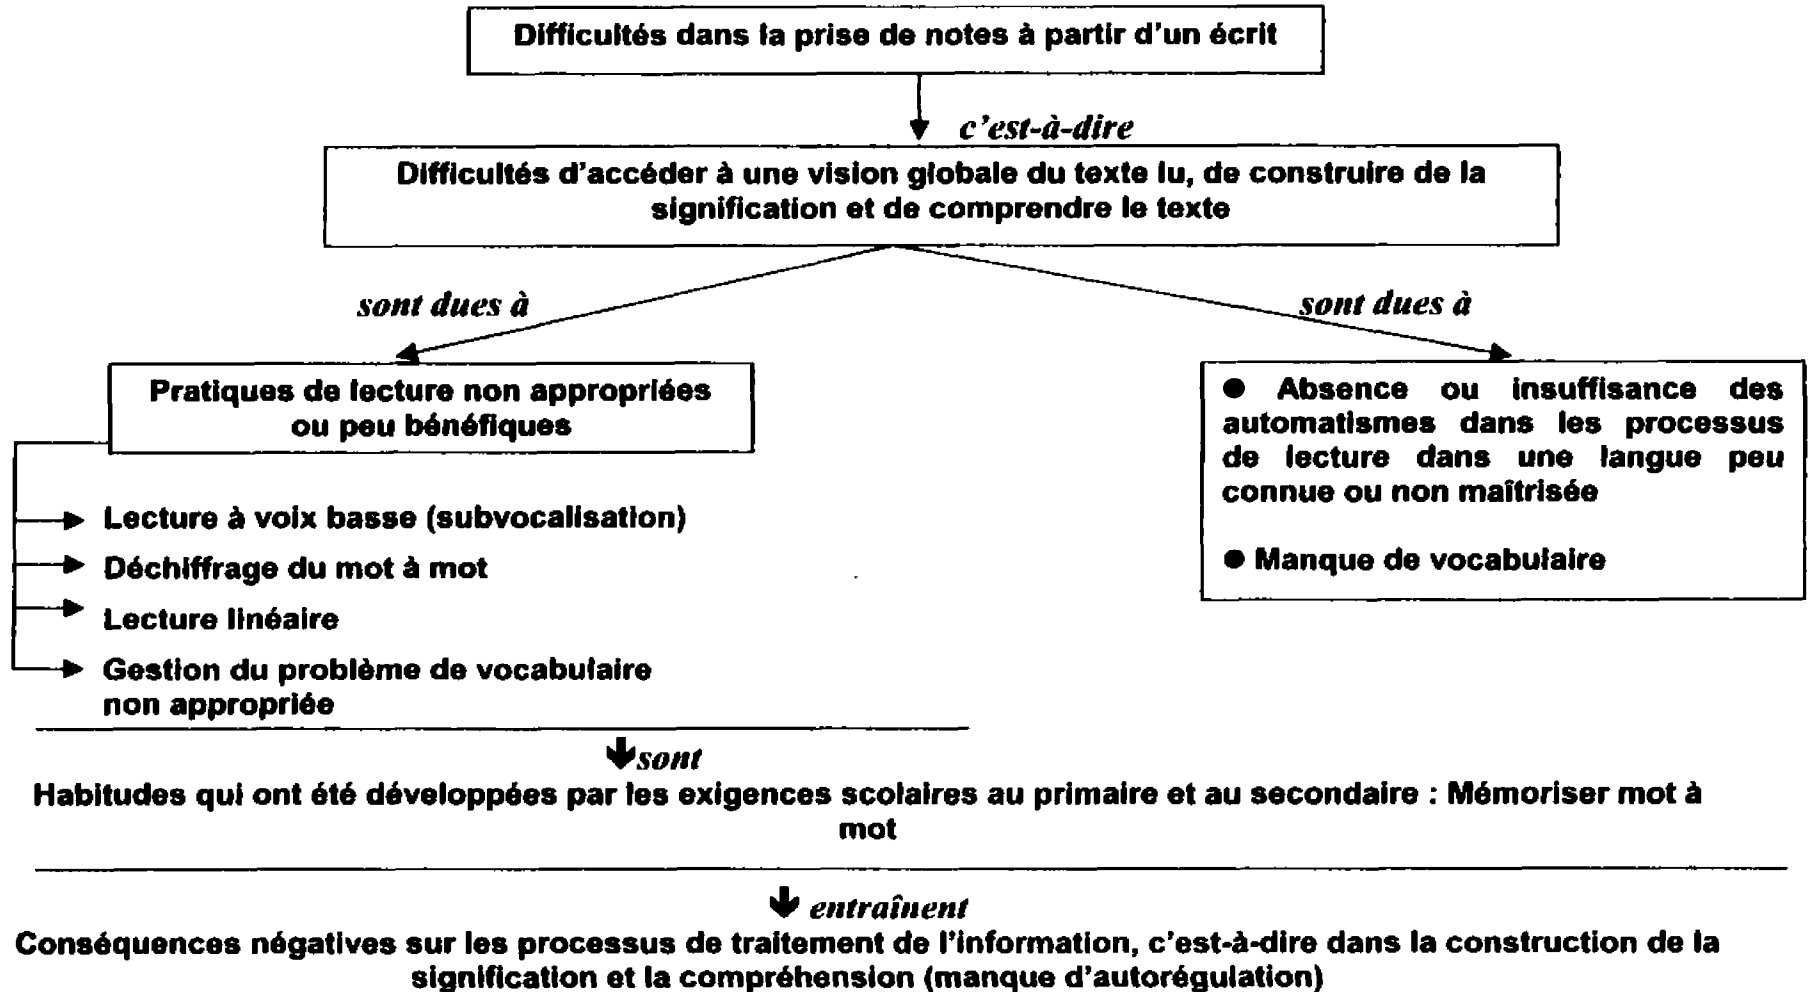 Difficultés dans la prise de notes à partir d'un écrit
c'est-à-dire
Difficultés d'accéder à une vision globale du texte lu, de construire de la
signification et de comprendre le texte
sont dues à
sont dues à
Pratiques de lecture non appropriées
ou peu bénéfiques
Lecture à voix basse (subvocalisation)
Déchiffrage du mot à mot
Lecture linéaire
Gestion du problème de vocabulaire
non appropriée
● Absence ou insuffisance des
automatismes dans les processus
de lecture dans une langue peu
connue ou non maîtrisée
● Manque de vocabulaire
sont
Habitudes qui ont été développées par les exigences scolaires au primaire et au secondaire : Mémoriser mot à
mot
entraînent
Conséquences négatives sur les processus de traitement de l'information, c'est-à-dire dans la construction de la
signification et la compréhension (manque d'autorégulation)